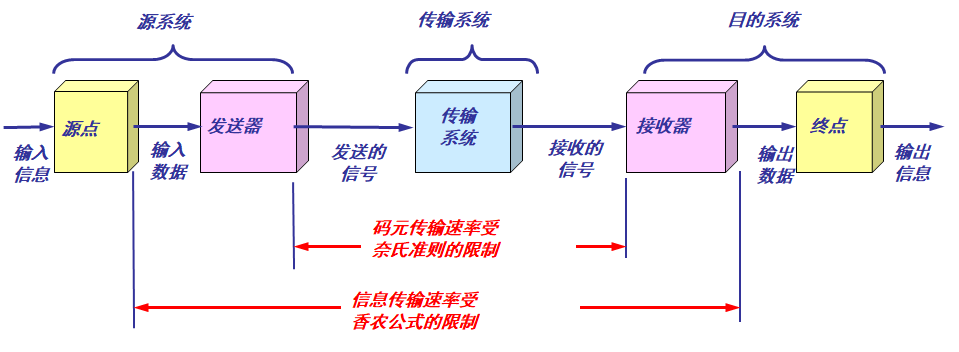 源系统
传输系统
目的系统
源点
发送器
传输
系统
接收器
终点
输入
信息
输入
数据
发送的
信号
接收的
信号
输出
数据
输出
信息
码元传输速率受
奈氏准则的限制
信息传输速率受
香农公式的限制